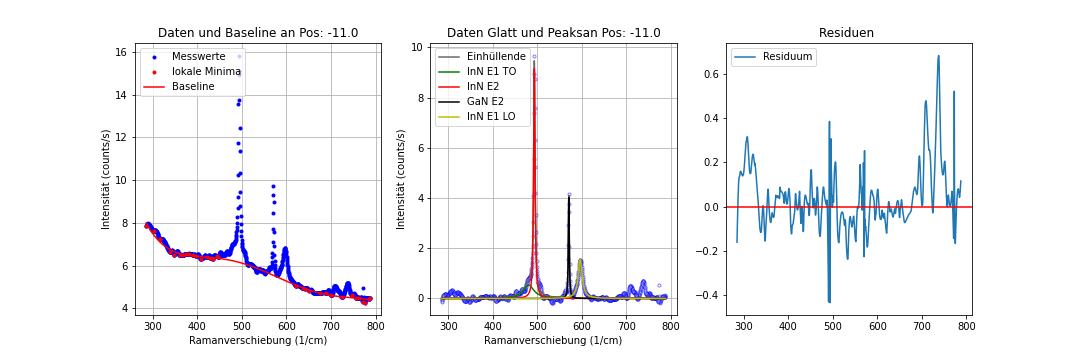 Daten und Baseline an Pos: -11.0
Messwerte
lokale Minima
Baseline
16
14
12
10
8
6
4
300 400 500 600 700 800
Intensität (counts/s)
Ramanverschiebung (1/cm)
Daten Glatt und Peaksan Pos: -11.0
Einhüllende
InN E1 TO
InN E2
GaN E2
InN E1 LO
10
8
6
4
2
0
300 400 500 600 700 800
Intensität (counts/s)
Ramanverschiebung (1/cm)
Residuen
Residuum
0.6
0.4
0.2
0.0
−0.2
−0.4
300 400 500 600 700 800